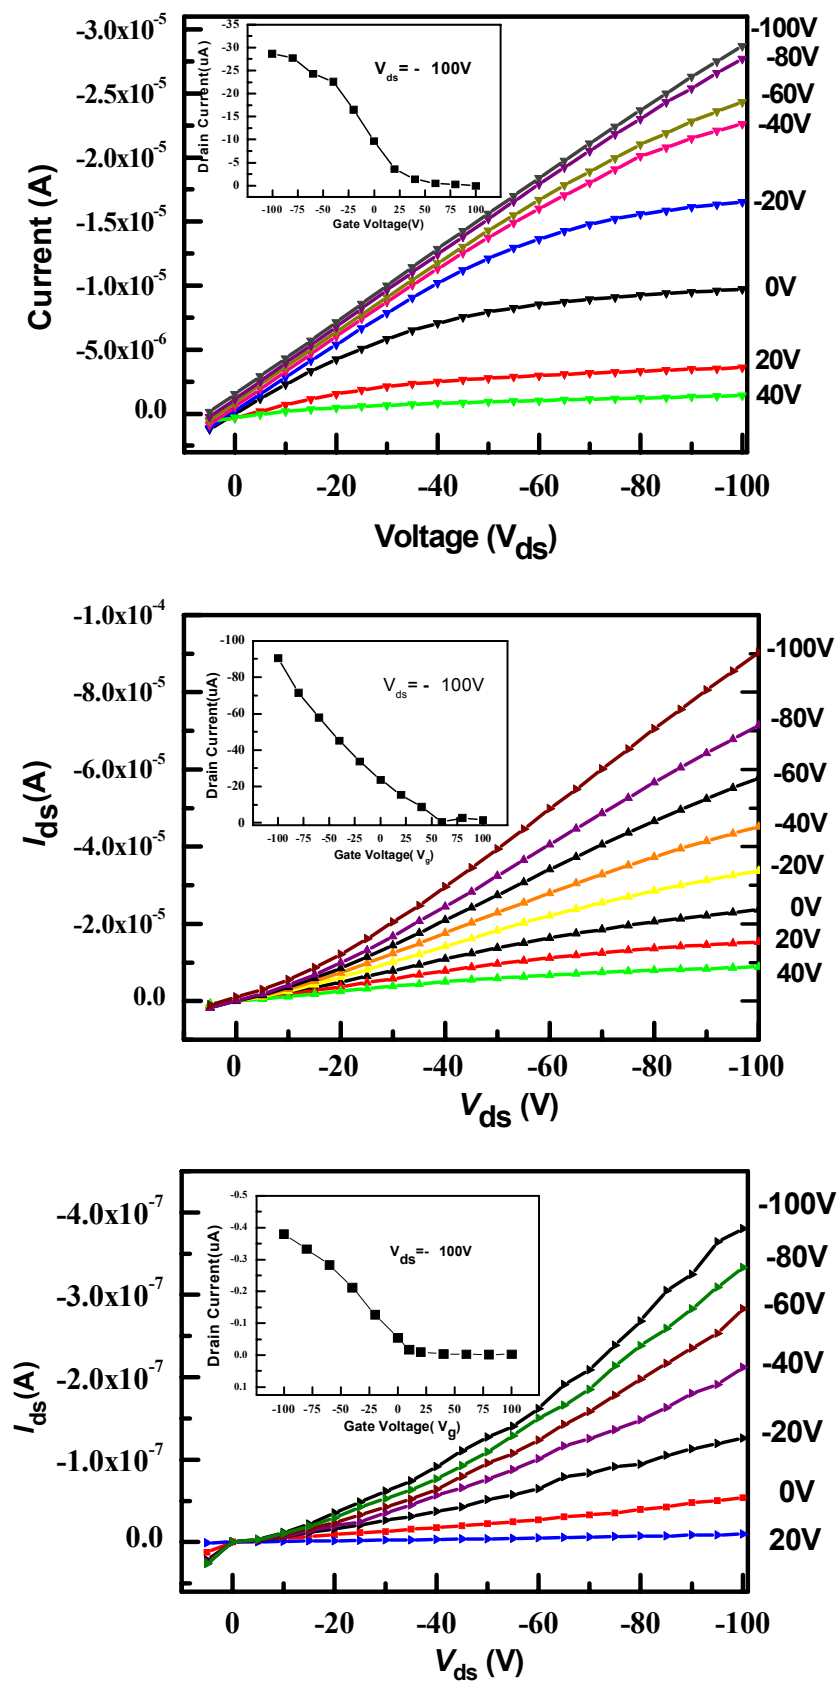 -3.0x10-5
-2.5x10-5
-2.0x10-5
-1.5x10-5
-1.0x10-5
-5.0x10-6
0.0
Current (A)
0 -20 -40 -60 -80 -100
Voltage (Vds)
-100V
-80V
-60V
-40V
-20V
0V
20V
40V
-35
-30
-25
-20
-15
-10
-5
0
Drain Current(uA)
Vds= - 100V
-100 -75 -50 -25 0 25 50 75 100
Gate Voltage(V)
-1.0x10-4
-8.0x10-5
-6.0x10-5
-4.0x10-5
-2.0x10-5
0.0
Ids(A)
0 -20 -40 -60 -80 -100
Vds (V)
-100V
-80V
-60V
-40V
-20V
0V
20V
40V
-100
-80
-60
-40
-20
0
Drain Current(uA)
Vds= - 100V
-100 -75 -50 -25 0 25 50 75 100
Gate Voltage( Vg)
-4.0x10-7
-3.0x10-7
-2.0x10-7
-1.0x10-7
0.0
Ids(A)
0 -20 -40 -60 -80 -100
Vds (V)
-100V
-80V
-60V
-40V
-20V
0V
20V
-0.5
-0.4
-0.3
-0.2
-0.1
0.0
0.1
Drain Current(uA)
Vds=- 100V
-100 -75 -50 -25 0 25 50 75 100
Gate Voltage( Vg)